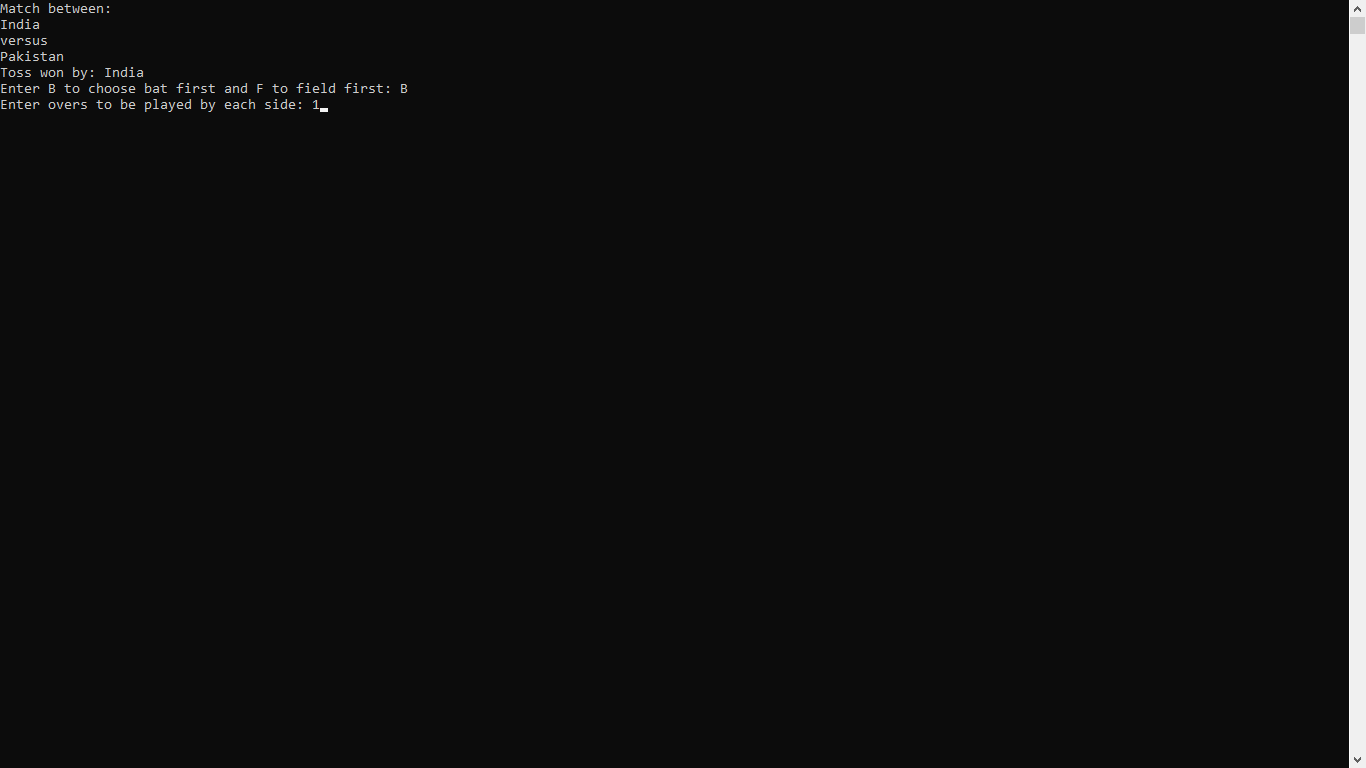 Match between:
India
versus
Pakistan
Toss won by: India
Enter B to choose bat first and F to field first: B
Enter overs to be played by each side: 1